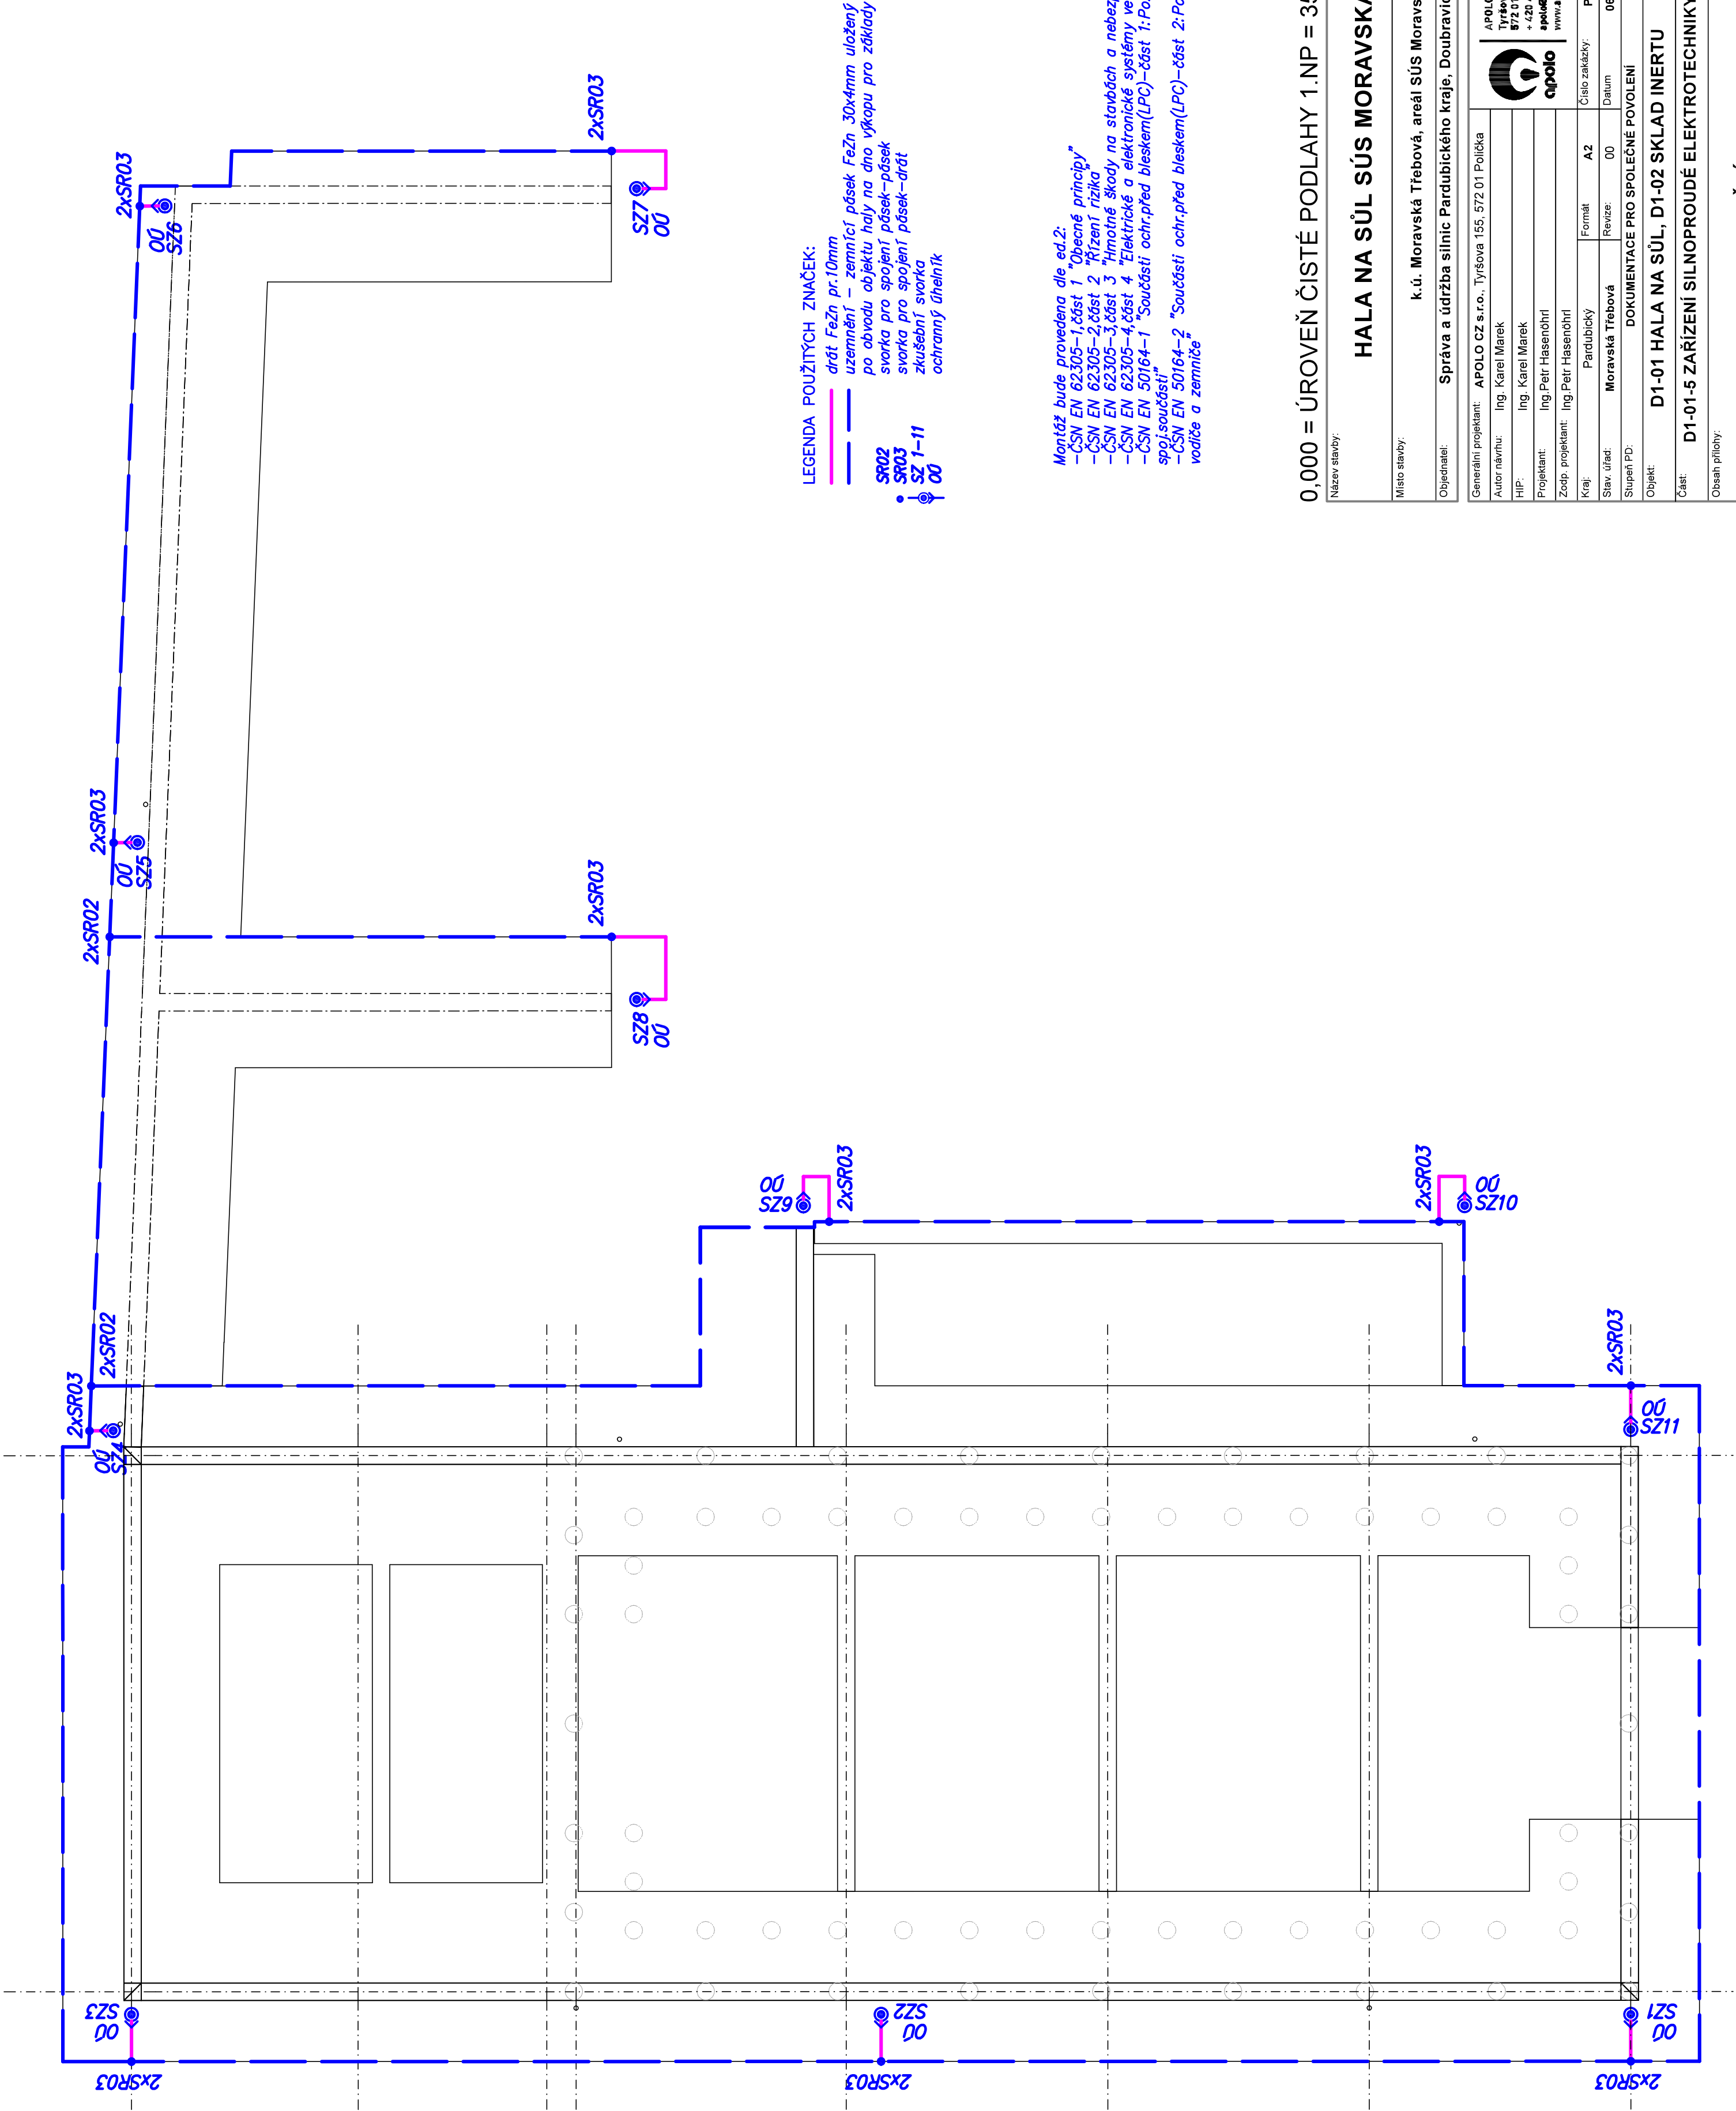 2xSR03
OÚ
SZ6
2xSR03
SZ7
OÚ
2xSR03
OÚ
SZ5
2xSR02
2xSR03
SZ8
OÚ
2xSR03
2xSR02
OÚ
SZ4
OÚ
SZ9
2xSR03
2xSR03
OÚ
SZ10
2xSR03
OÚ
SZ11
SZ3
OÚ
2xSR03
SZ2
OÚ
2xSR03
SZ1
OÚ
2xSR03
LEGENDA POUŽITÝCH ZNAČEK:
drát FeZn pr.10mm
uzemnění – zemnící pásek FeZn 30x4mm uložený
po obvodu objektu haly na dno výkopu pro základy
SR02 svorka pro spojení pásek–pásek
SR03 svorka pro spojení pásek–drát
SZ 1–11 zkušební svorka
OÚ ochranný úhelník
Montáž bude provedena dle ed.2:
–ČSN EN 62305–1,část 1 "Obecné principy"
–ČSN EN 62305–2,část 2 "Řízení rizika"
–ČSN EN 62305–3,část 3 "Hmotné škody na stavbách a
–ČSN EN 62305–4,část 4 "Elektrické a elektronické systémy
–ČSN EN 50164–1 "Součásti ochr.před bleskem(LPC)–část 1:
spoj.součásti"
–ČSN EN 50164–2 "Součásti ochr.před bleskem(LPC)–část 2:
vodiče a zemniče"
0,000 = ÚROVEŇ ČISTÉ PODLAHY 1.NP =
Název stavby:
HALA NA SŮL SÚS MORAVSKÁ
Místo stavby:
k.ú. Moravská Třebová, areál SÚS
Objednatel: Správa a údržba silnic Pardubického kraje,
Generální projektant: APOLO CZ s.r.o., Tyršova 155, 572 01 Polička
Autor návrhu: Ing. Karel Marek
HIP: Ing. Karel Marek
Projektant: Ing.Petr Hasenöhrl
Zodp. projektant: Ing.Petr Hasenöhrl
apolo
Kraj: Pardubický Formát A2 Číslo zakázky:
Stav. úřad: Moravská Třebová Revize: 00 Datum
Stupeň PD: DOKUMENTACE PRO SPOLEČNÉ POVOLENÍ
Objekt:
D1-01 HALA NA SŮL, D1-02 SKLAD INERTU
Část:
D1-01-5 ZAŘÍZENÍ SILNOPROUDÉ ELEKTROTECHNIKY
Obsah přílohy: